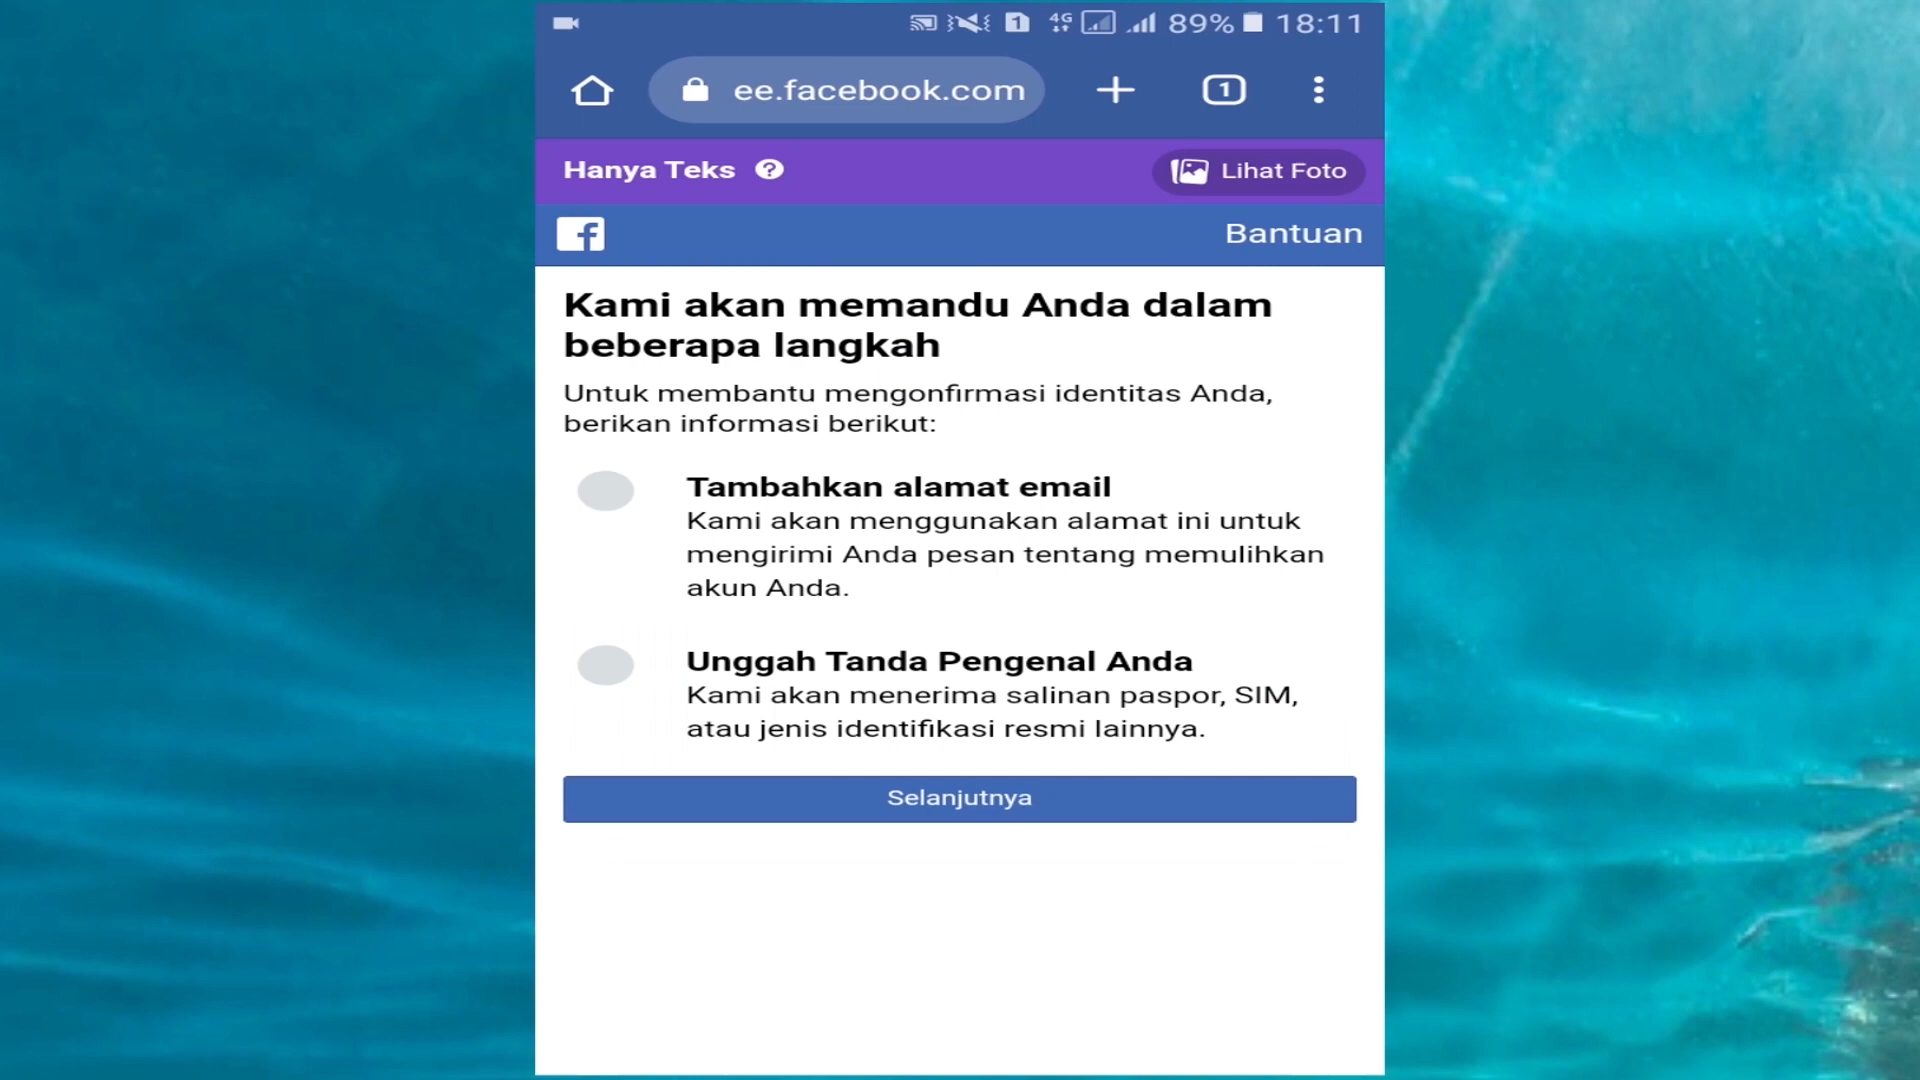 4G 89% 18:11
ee.facebook.com
1
Hanya Teks
Lihat Foto
Bantuan
Kami akan memandu Anda dalam
beberapa langkah
Untuk membantu mengonfirmasi identitas Anda,
berikan informasi berikut:
Tambahkan alamat email
Kami akan menggunakan alamat ini untuk
mengirimi Anda pesan tentang memulihkan
akun Anda.
Unggah Tanda Pengenal Anda
Kami akan menerima salinan paspor, SIM,
atau jenis identifikasi resmi lainnya.
Selanjutnya